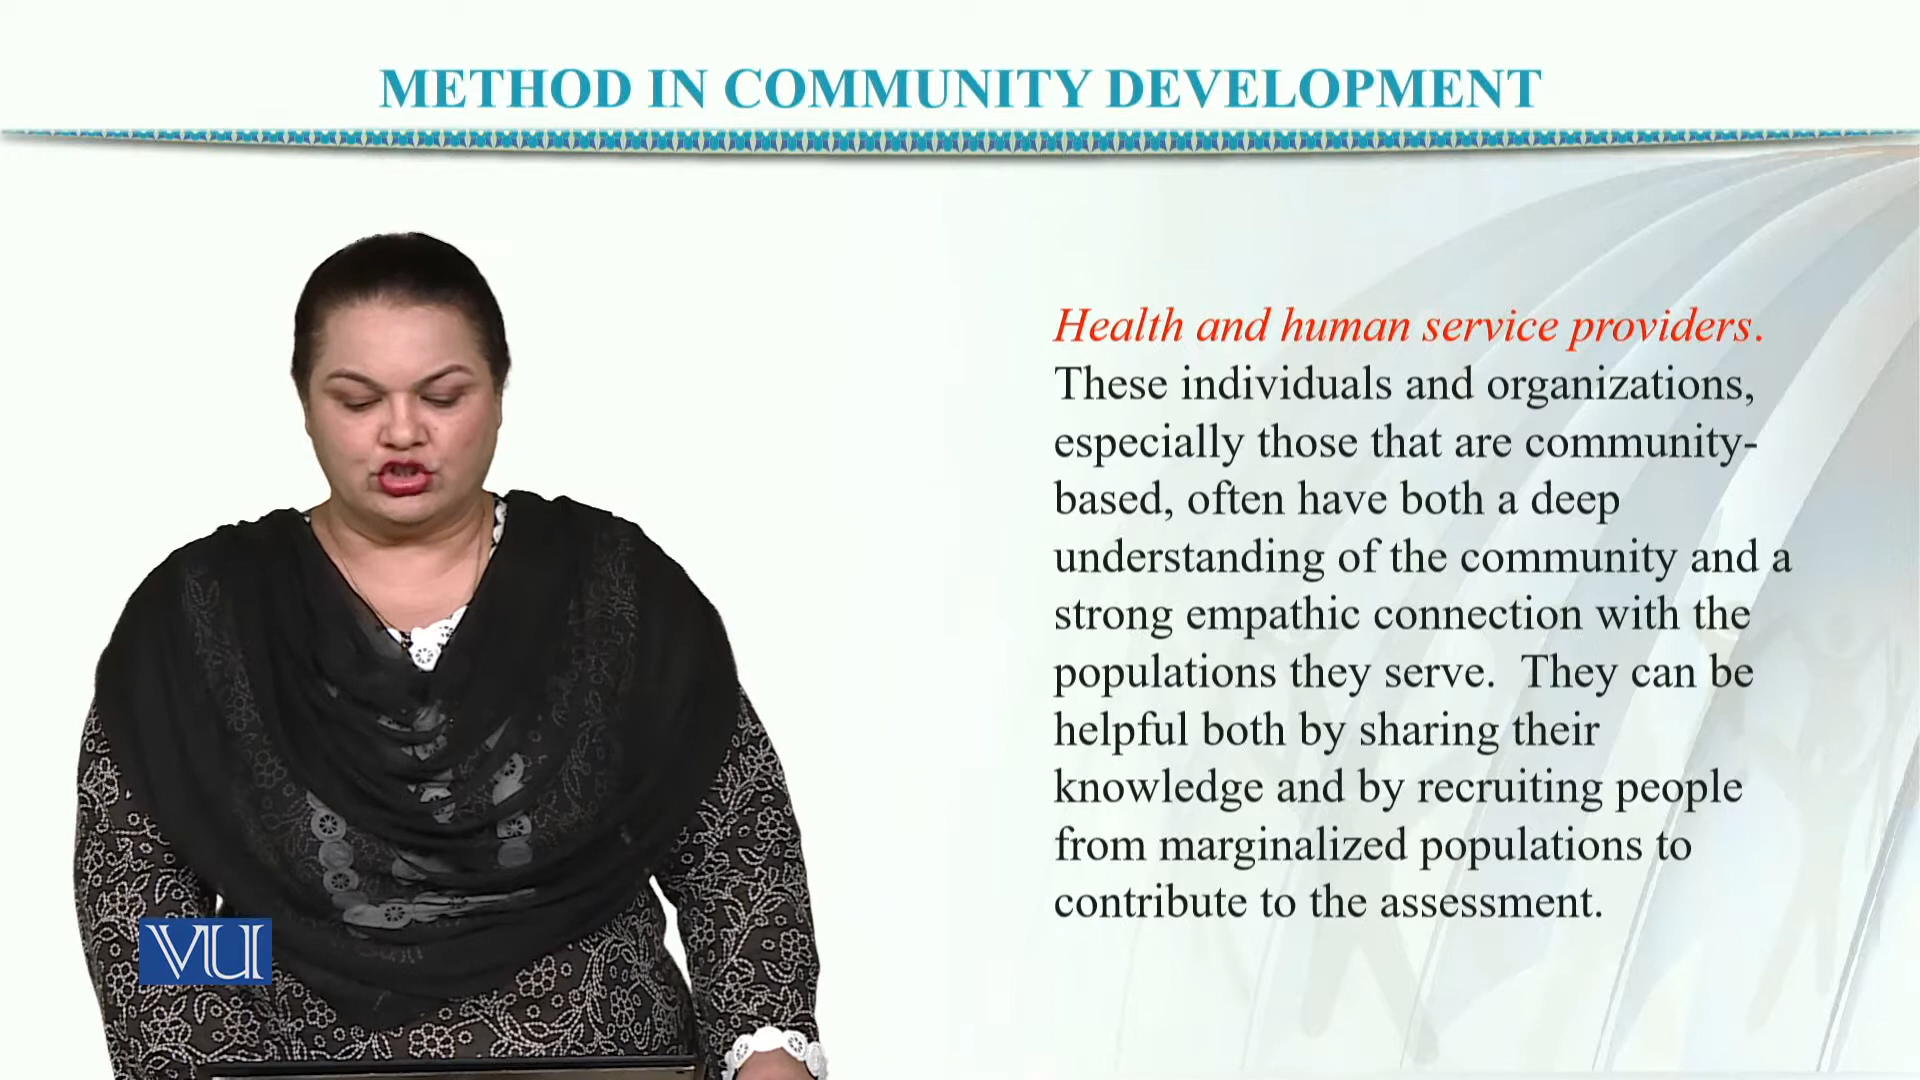 METHOD IN COMMUNITY DEVELOPMENT
Health and human service providers.
These individuals and organizations,
especially those that are community-
based, often have both a deep
understanding of the community and a
strong empathic connection with the
populations they serve.  They can be
helpful both by sharing their
knowledge and by recruiting people
from marginalized populations to
contribute to the assessment.
VU